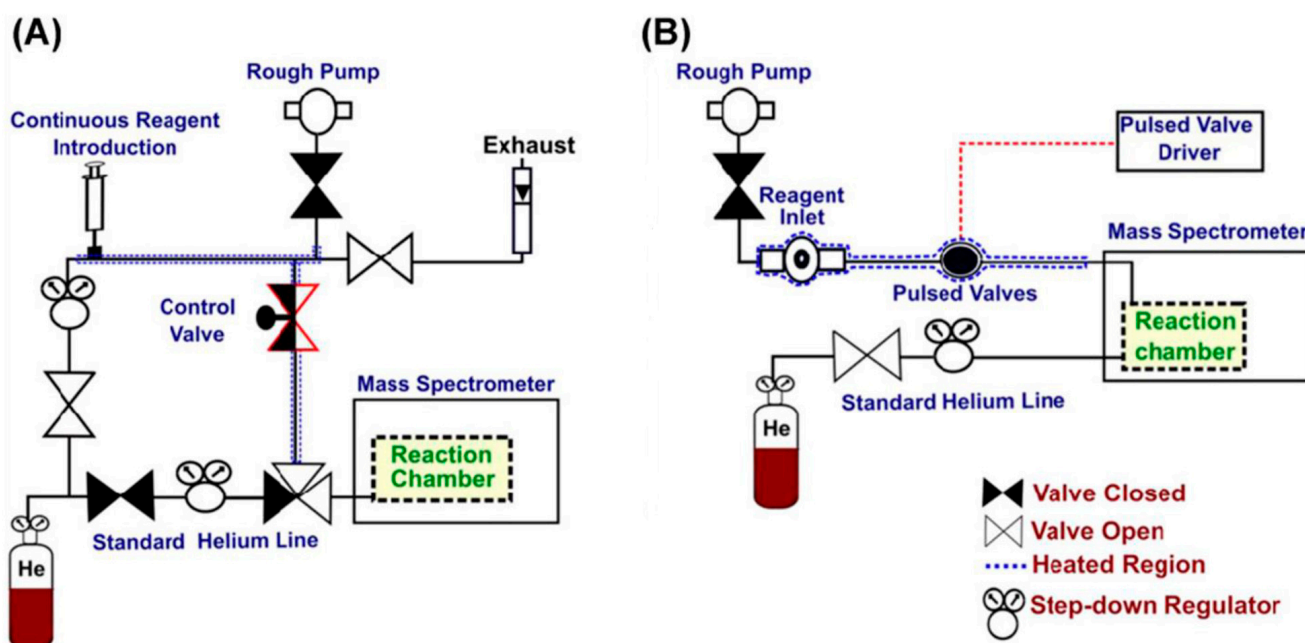 (A)
Rough Pump
Continuous Reagent
Introduction
Exhaust
Control
Valve
Mass Spectrometer
Reaction
Chamber
Standard Helium Line
He
(B)
Rough Pump
Pulsed Valve
Driver
Reagent
Inlet
Mass Spectrometer
Pulsed Valves
Reaction
chamber
Standard Helium Line
He
Valve Closed
Valve Open
Heated Region
Step-down Regulator